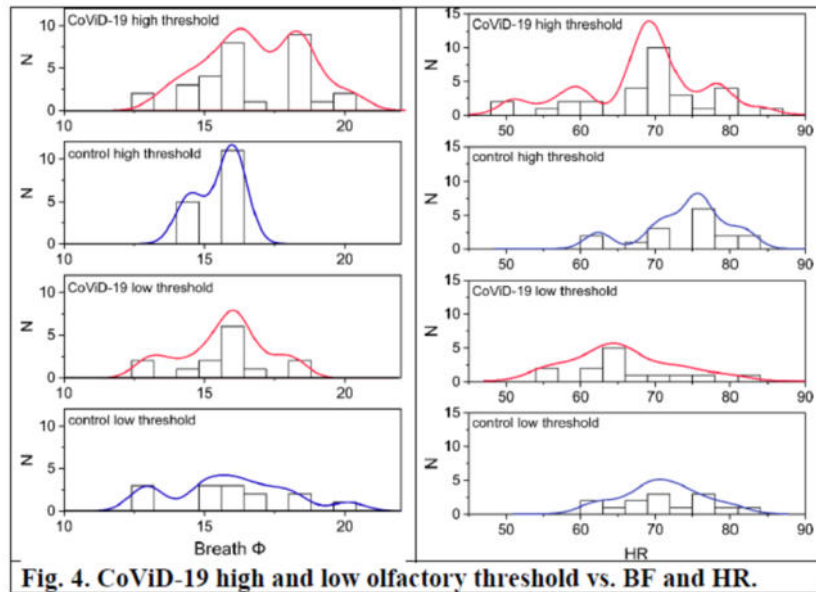 CoViD-19 high threshold
N
10
5
0
10 15 20
control high threshold
N
10
5
0
10 15 20
CoViD-19 low threshold
N
10
5
0
10 15 20
control low threshold
N
10
5
0
10 15 20
Breath Φ
CoViD-19 high threshold
N
15
10
5
0
50 60 70 80 90
control high threshold
N
15
10
5
0
50 60 70 80 90
CoViD-19 low threshold
N
15
10
5
0
50 60 70 80 90
control low threshold
N
15
10
5
0
50 60 70 80 90
HR
Fig. 4. CoViD-19 high and low olfactory threshold vs. BF and HR.